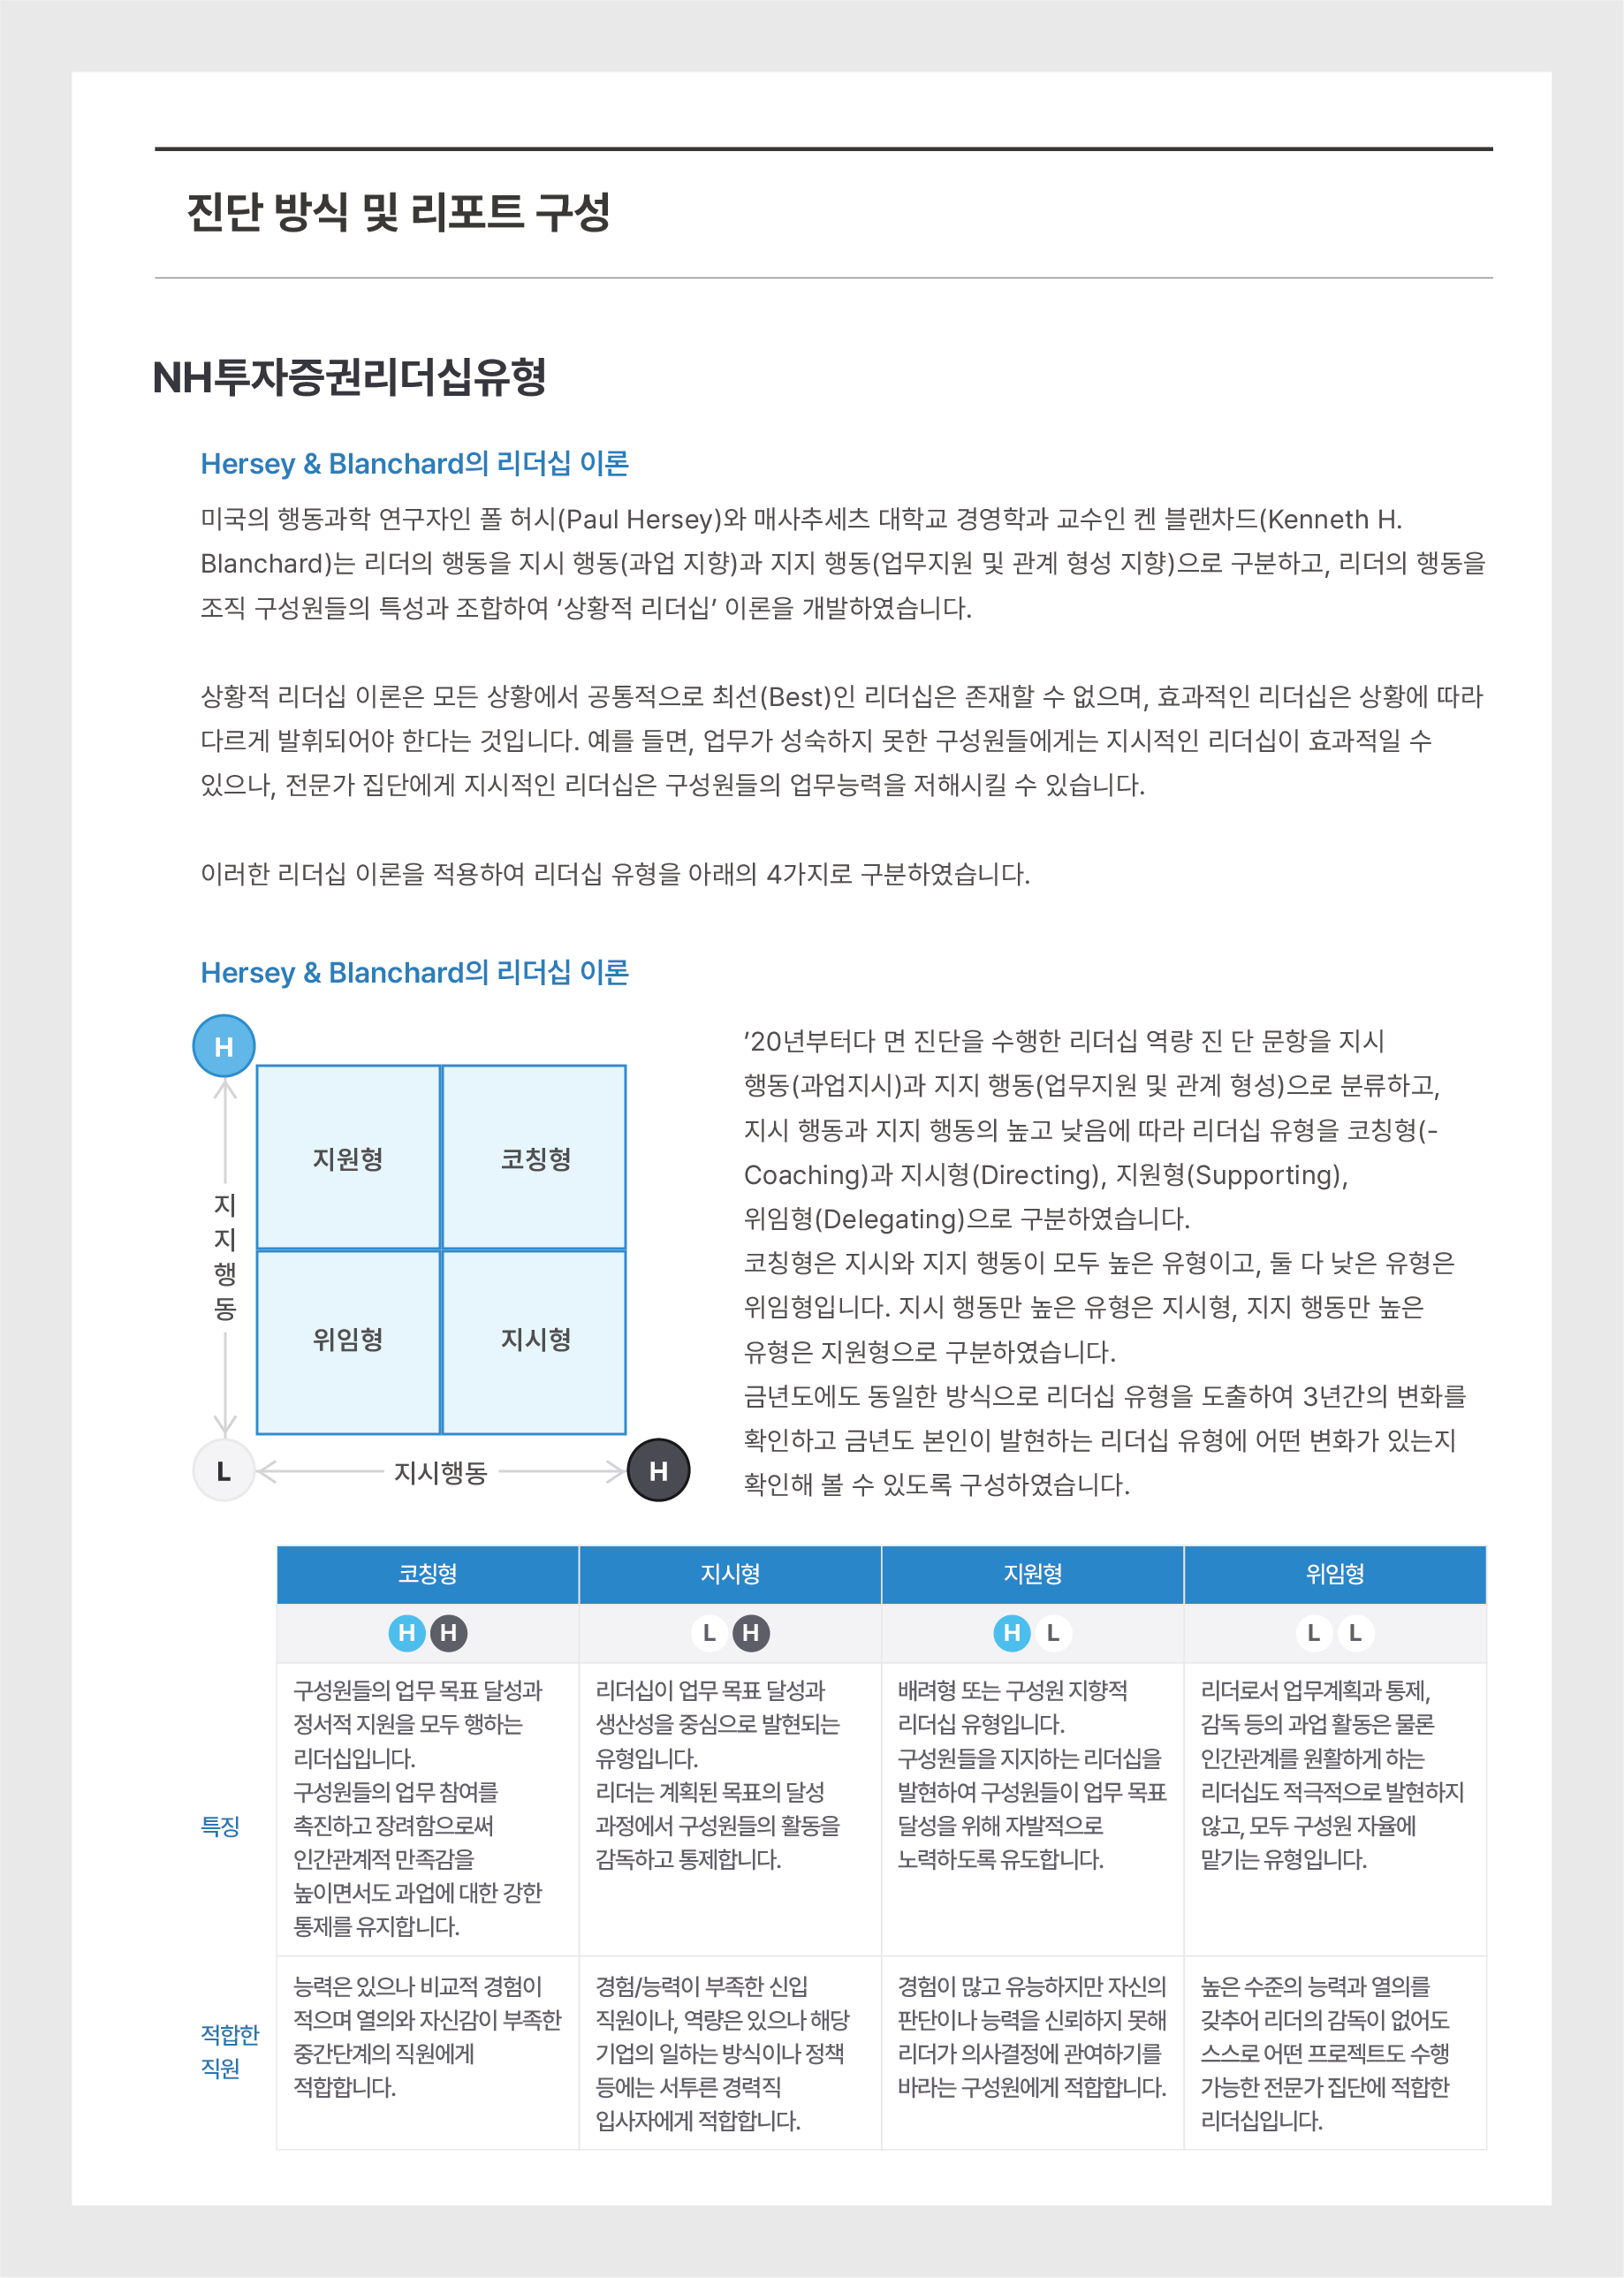 진단 방식 및 리포트 구성
NH투자증권리더십유형
Hersey & Blanchard의 리더십 이론
미국의 행동과학 연구자인 폴 허시(Paul Hersey)와 매사추세츠 대학교 경영학과 교수인 켄 블랜차드(Kenneth H.
Blanchard)는 리더의 행동을 지시 행동(과업 지향)과 지지 행동(업무지원 및 관계 형성 지향)으로 구분하고, 리더의 행동을
조직 구성원들의 특성과 조합하여 ‘상황적 리더십’ 이론을 개발하였습니다.
상황적 리더십 이론은 모든 상황에서 공통적으로 최선(Best)인 리더십은 존재할 수 없으며, 효과적인 리더십은 상황에 따라
다르게 발휘되어야 한다는 것입니다. 예를 들면, 업무가 성숙하지 못한 구성원들에게는 지시적인 리더십이 효과적일 수
있으나, 전문가 집단에게 지시적인 리더십은 구성원들의 업무능력을 저해시킬 수 있습니다.
이러한 리더십 이론을 적용하여 리더십 유형을 아래의 4가지로 구분하였습니다.
Hersey & Blanchard의 리더십 이론
H
지원형
코칭형
지지행동
위임형
지시형
L
지시행동
H
’20년부터다 면 진단을 수행한 리더십 역량 진 단 문항을 지시
행동(과업지시)과 지지 행동(업무지원 및 관계 형성)으로 분류하고,
지시 행동과 지지 행동의 높고 낮음에 따라 리더십 유형을 코칭형(-
Coaching)과 지시형(Directing), 지원형(Supporting),
위임형(Delegating)으로 구분하였습니다.
코칭형은 지시와 지지 행동이 모두 높은 유형이고, 둘 다 낮은 유형은
위임형입니다. 지시 행동만 높은 유형은 지시형, 지지 행동만 높은
유형은 지원형으로 구분하였습니다.
금년도에도 동일한 방식으로 리더십 유형을 도출하여 3년간의 변화를
확인하고 금년도 본인이 발현하는 리더십 유형에 어떤 변화가 있는지
확인해 볼 수 있도록 구성하였습니다.
코칭형
지시형
지원형
위임형
H H
L H
H L
L L
특징
구성원들의 업무 목표 달성과
정서적 지원을 모두 행하는
리더십입니다.
구성원들의 업무 참여를
촉진하고 장려함으로써
인간관계적 만족감을
높이면서도 과업에 대한 강한
통제를 유지합니다.
리더십이 업무 목표 달성과
생산성을 중심으로 발현되는
유형입니다.
리더는 계획된 목표의 달성
과정에서 구성원들의 활동을
감독하고 통제합니다.
배려형 또는 구성원 지향적
리더십 유형입니다.
구성원들을 지지하는 리더십을
발현하여 구성원들이 업무 목표
달성을 위해 자발적으로
노력하도록 유도합니다.
리더로서 업무계획과 통제,
감독 등의 과업 활동은 물론
인간관계를 원활하게 하는
리더십도 적극적으로 발현하지
않고, 모두 구성원 자율에
맡기는 유형입니다.
적합한
직원
능력은 있으나 비교적 경험이
적으며 열의와 자신감이 부족한
중간단계의 직원에게
적합합니다.
경험/능력이 부족한 신입
직원이나, 역량은 있으나 해당
기업의 일하는 방식이나 정책
등에는 서투른 경력직
입사자에게 적합합니다.
경험이 많고 유능하지만 자신의
판단이나 능력을 신뢰하지 못해
리더가 의사결정에 관여하기를
바라는 구성원에게 적합합니다.
높은 수준의 능력과 열의를
갖추어 리더의 감독이 없어도
스스로 어떤 프로젝트도 수행
가능한 전문가 집단에 적합한
리더십입니다.